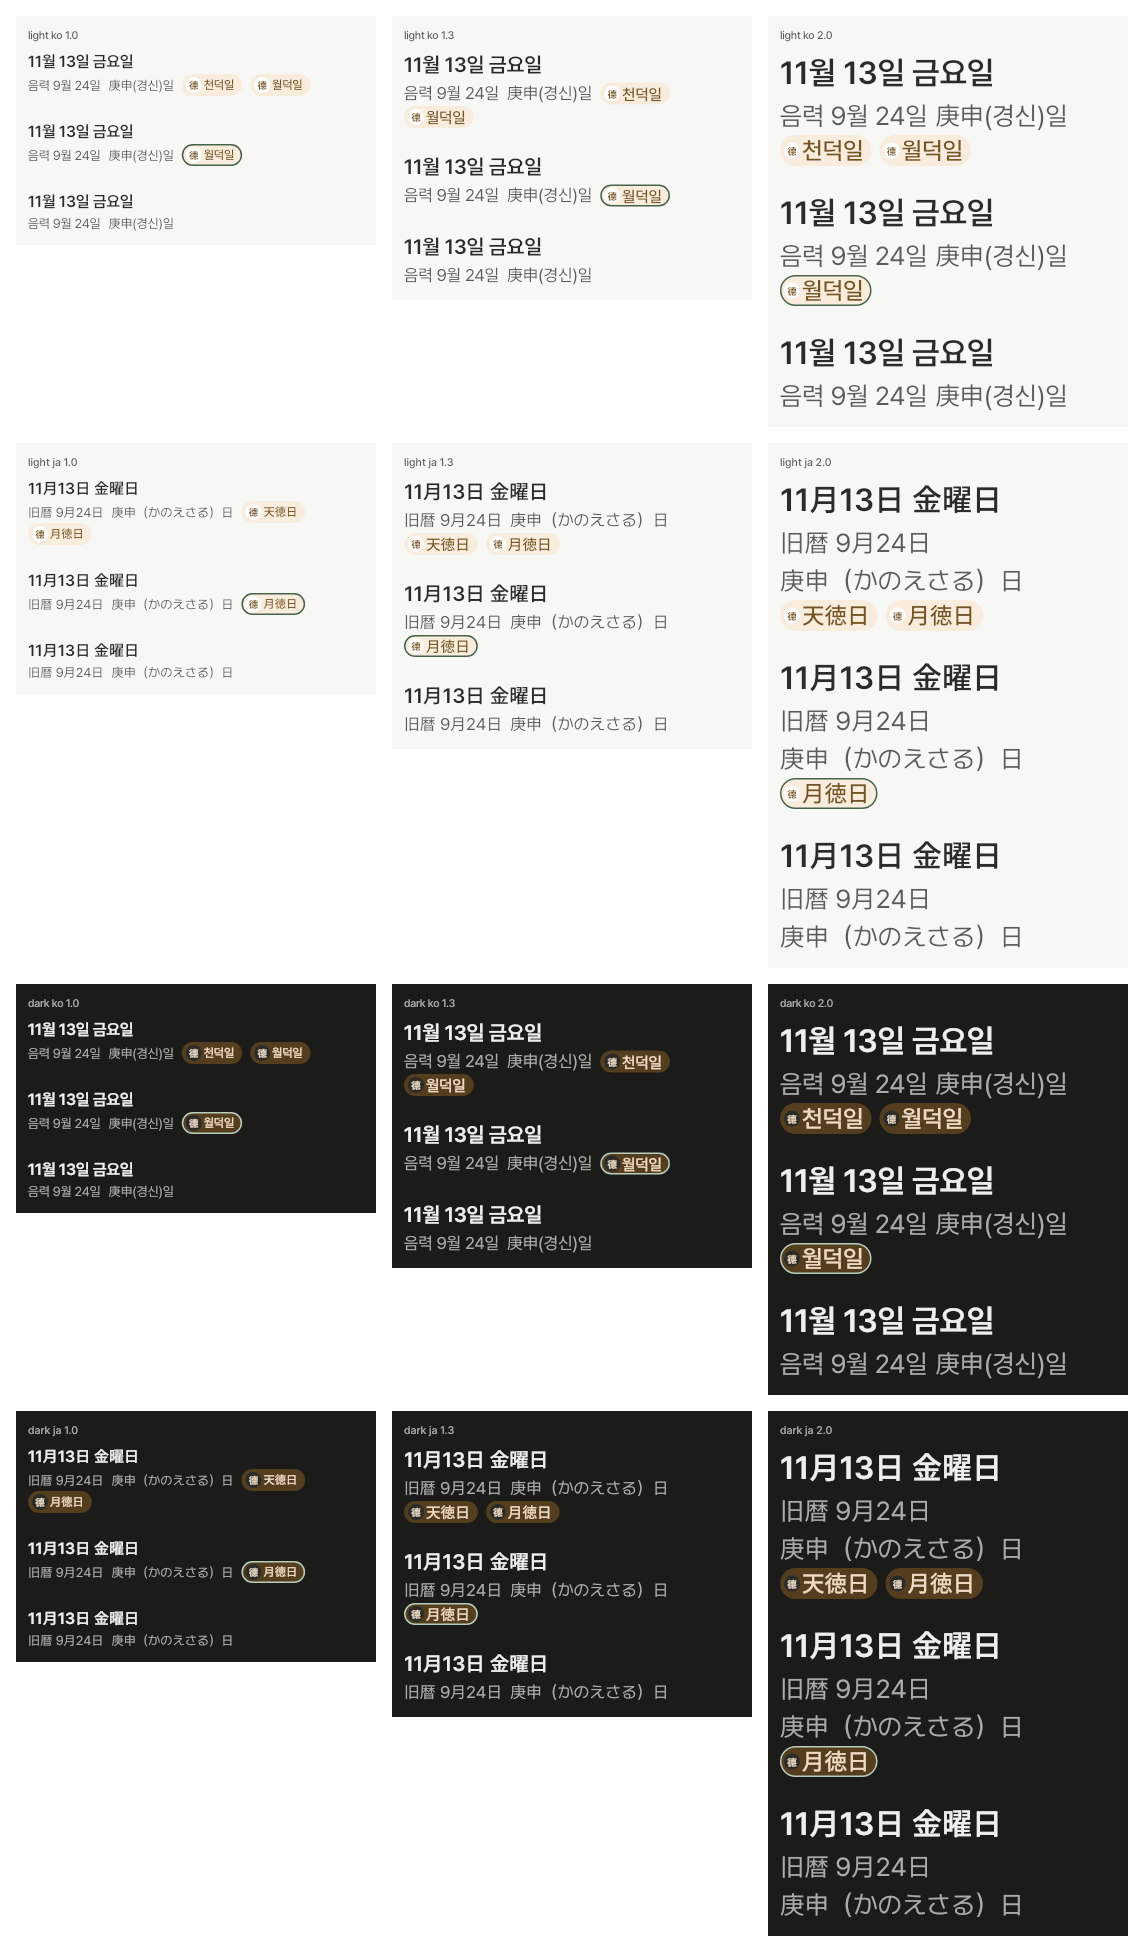 light ko 1.0
11월 13일 금요일
음력 9월 24일 庚申(경신)일 德 천덕일 德 월덕일
11월 13일 금요일
음력 9월 24일 庚申(경신)일 德 월덕일
11월 13일 금요일
음력 9월 24일 庚申(경신)일
light ko 1.3
11월 13일 금요일
음력 9월 24일 庚申(경신)일 德 천덕일
德 월덕일
11월 13일 금요일
음력 9월 24일 庚申(경신)일 德 월덕일
11월 13일 금요일
음력 9월 24일 庚申(경신)일
light ko 2.0
11월 13일 금요일
음력 9월 24일 庚申(경신)일
德 천덕일 德 월덕일
11월 13일 금요일
음력 9월 24일 庚申(경신)일
德 월덕일
11월 13일 금요일
음력 9월 24일 庚申(경신)일
light ja 1.0
11月13日 金曜日
旧暦 9月24日 庚申（かのえさる）日 德 天徳日
德 月徳日
11月13日 金曜日
旧暦 9月24日 庚申（かのえさる）日 德 月徳日
11月13日 金曜日
旧暦 9月24日 庚申（かのえさる）日
light ja 1.3
11月13日 金曜日
旧暦 9月24日 庚申（かのえさる）日
德 天徳日 德 月徳日
11月13日 金曜日
旧暦 9月24日 庚申（かのえさる）日
德 月徳日
11月13日 金曜日
旧暦 9月24日 庚申（かのえさる）日
light ja 2.0
11月13日 金曜日
旧暦 9月24日
庚申（かのえさる）日
德 天徳日 德 月徳日
11月13日 金曜日
旧暦 9月24日
庚申（かのえさる）日
德 月徳日
11月13日 金曜日
旧暦 9月24日
庚申（かのえさる）日
dark ko 1.0
11월 13일 금요일
음력 9월 24일 庚申(경신)일 德 천덕일 德 월덕일
11월 13일 금요일
음력 9월 24일 庚申(경신)일 德 월덕일
11월 13일 금요일
음력 9월 24일 庚申(경신)일
dark ko 1.3
11월 13일 금요일
음력 9월 24일 庚申(경신)일 德 천덕일
德 월덕일
11월 13일 금요일
음력 9월 24일 庚申(경신)일 德 월덕일
11월 13일 금요일
음력 9월 24일 庚申(경신)일
dark ko 2.0
11월 13일 금요일
음력 9월 24일 庚申(경신)일
德 천덕일 德 월덕일
11월 13일 금요일
음력 9월 24일 庚申(경신)일
德 월덕일
11월 13일 금요일
음력 9월 24일 庚申(경신)일
dark ja 1.0
11月13日 金曜日
旧暦 9月24日 庚申（かのえさる）日 德 天徳日
德 月徳日
11月13日 金曜日
旧暦 9月24日 庚申（かのえさる）日 德 月徳日
11月13日 金曜日
旧暦 9月24日 庚申（かのえさる）日
dark ja 1.3
11月13日 金曜日
旧暦 9月24日 庚申（かのえさる）日
德 天徳日 德 月徳日
11月13日 金曜日
旧暦 9月24日 庚申（かのえさる）日
德 月徳日
11月13日 金曜日
旧暦 9月24日 庚申（かのえさる）日
dark ja 2.0
11月13日 金曜日
旧暦 9月24日
庚申（かのえさる）日
德 天徳日 德 月徳日
11月13日 金曜日
旧暦 9月24日
庚申（かのえさる）日
德 月徳日
11月13日 金曜日
旧暦 9月24日
庚申（かのえさる）日